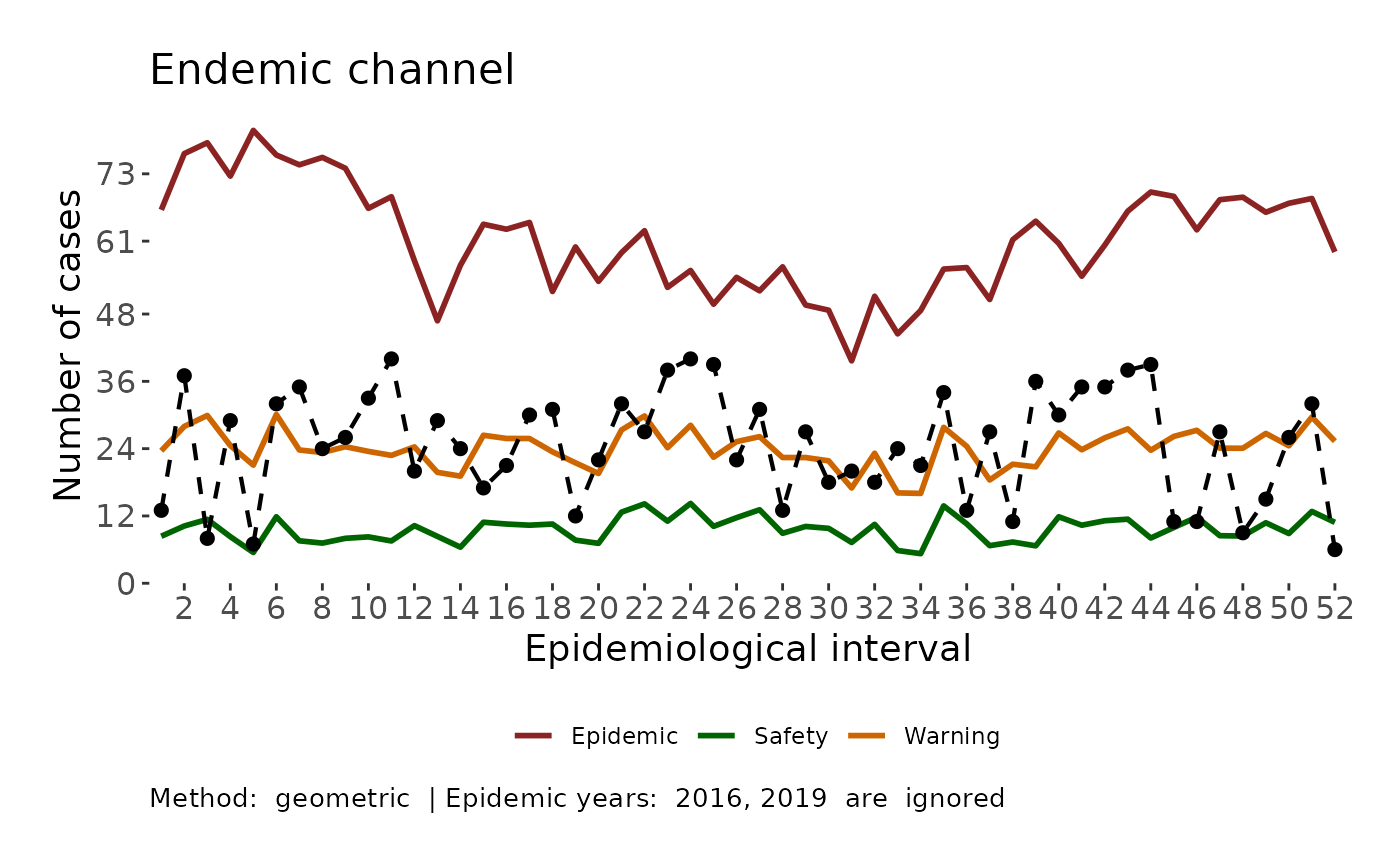 Endemic channel
Number of cases
73
61
48
36
24
12
0
2 4 6 8 10 12 14 16 18 20 22 24 26 28 30 32 34 36 38 40 42 44 46 48 50 52
Epidemiological interval
Epidemic Safety Warning
Method: geometric | Epidemic years: 2016, 2019 are ignored